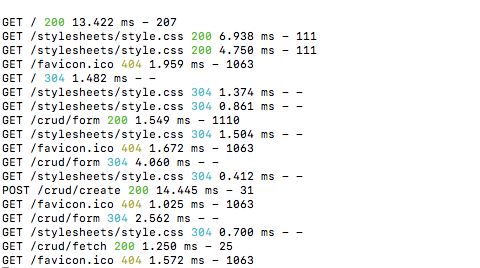 GET / 200 13.422 ms - 207
GET /stylesheets/style.css 200 6.938 ms - 111
GET /stylesheets/style.css 200 4.750 ms - 111
GET /favicon.ico 404 1.959 ms - 1063
GET / 304 1.482 ms - -
GET /stylesheets/style.css 304 1.374 ms - -
GET /stylesheets/style.css 304 0.861 ms - -
GET /crud/form 200 1.549 ms - 1110
GET /stylesheets/style.css 304 1.504 ms - -
GET /favicon.ico 404 1.672 ms - 1063
GET /crud/form 304 4.060 ms - -
GET /stylesheets/style.css 304 0.412 ms - -
POST /crud/create 200 14.445 ms - 31
GET /favicon.ico 404 1.025 ms - 1063
GET /crud/form 304 2.562 ms - -
GET /stylesheets/style.css 304 0.700 ms - -
GET /crud/fetch 200 1.250 ms - 25
GET /favicon.ico 404 1.572 ms - 1063